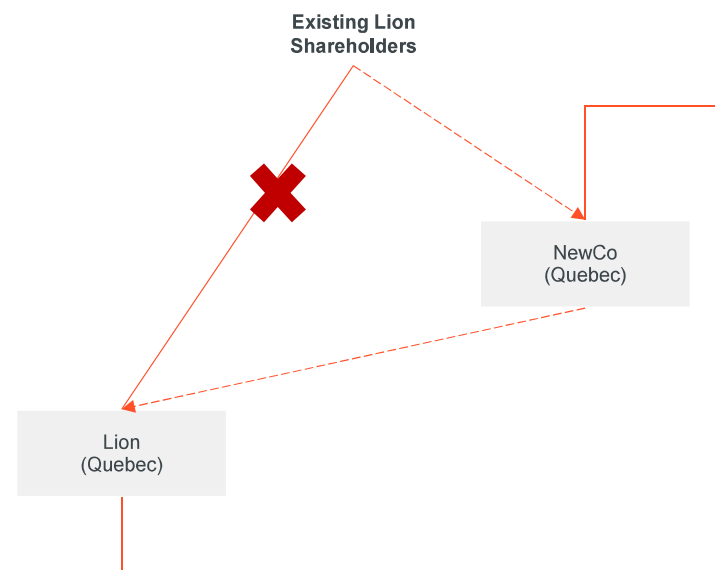 Existing Lion
Shareholders
NewCo
(Quebec)
Lion
(Quebec)